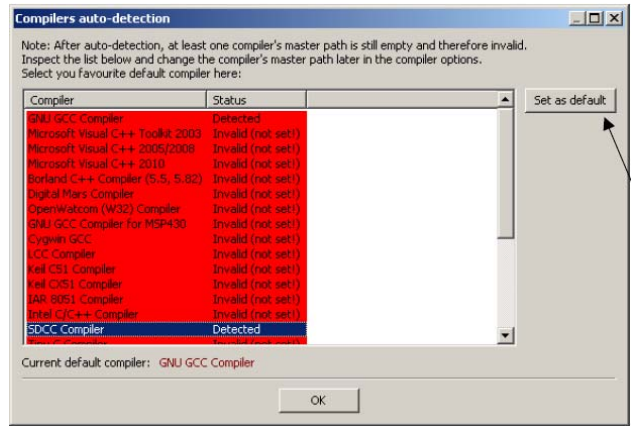 Compilers auto-detection
Note: After auto-detection, at least one compiler's master path is still empty and therefore invalid.
Inspect the list below and change the compiler's master path later in the compiler options.
Select you favourite default compiler here:
Compiler Status
Set as default
GNU GCC Compiler Detected
Microsoft Visual C++ Toolkit 2003 Invalid (not set!)
Microsoft Visual C++ 2005/2008 Invalid (not set!)
Microsoft Visual C++ 2010 Invalid (not set!)
Borland C++ Compiler (5.5, 5.82) Invalid (not set!)
Digital Mars Compiler Invalid (not set!)
OpenWatcom (W32) Compiler Invalid (not set!)
GNU GCC Compiler for MSP430 Invalid (not set!)
Cygwin GCC Invalid (not set!)
LCC Compiler Invalid (not set!)
Keil C51 Compiler Invalid (not set!)
Keil CX51 Compiler Invalid (not set!)
IAR 8051 Compiler Invalid (not set!)
Intel C/C++ Compiler Invalid (not set!)
SDCC Compiler Detected
Tiny C Compiler Invalid (not set!)
Current default compiler: GNU GCC Compiler
OK